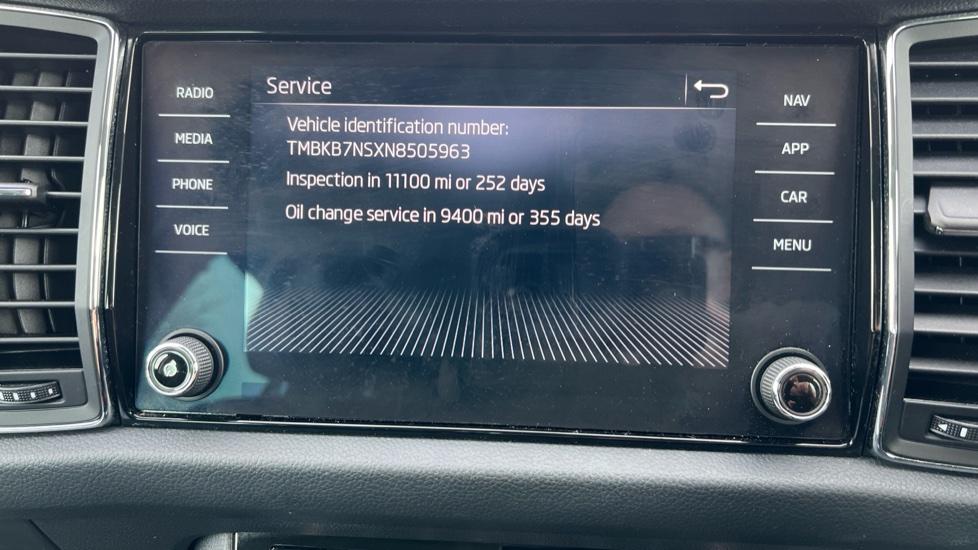 RADIO
MEDIA
PHONE
VOICE
Service
Vehicle identification number:
TMBKB7NSXN8505963
Inspection in 11100 mi or 252 days
Oil change service in 9400 mi or 355 days
NAV
APP
CAR
MENU